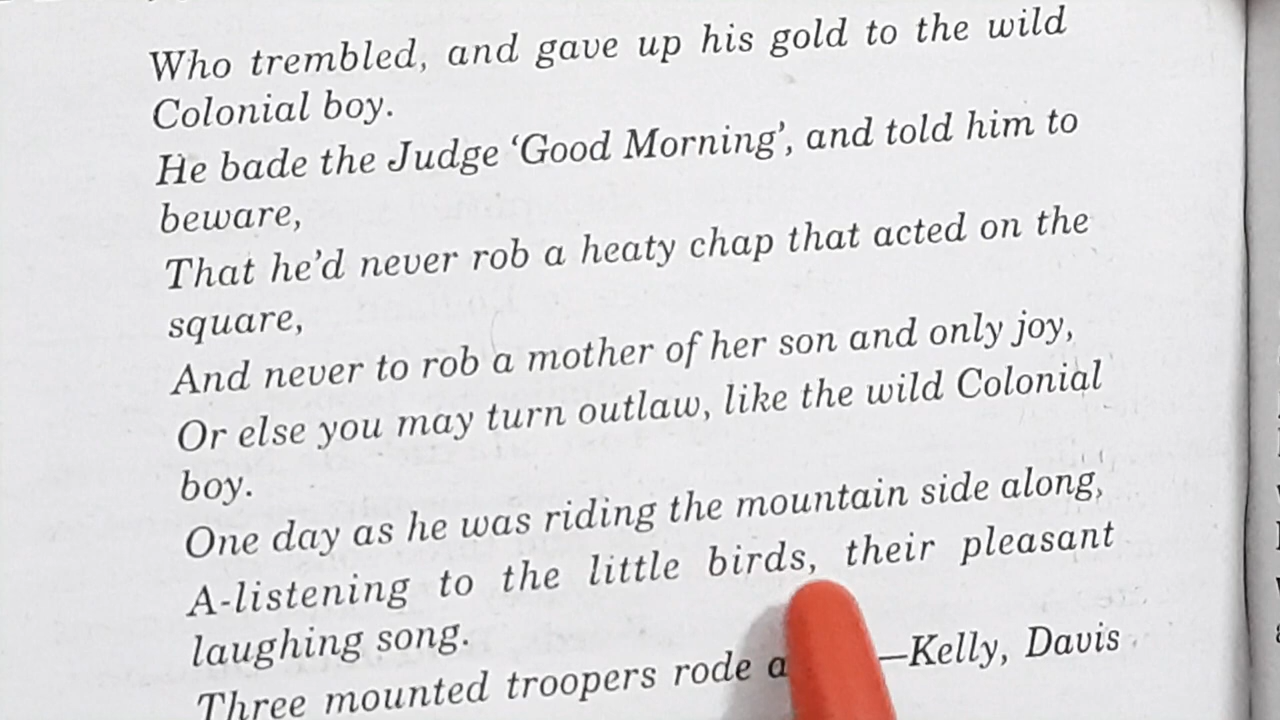 Who trembled, and gave up his gold to the wild
Colonial boy.
He bade the Judge ‘Good Morning’, and told him to
beware,
That he’d never rob a heaty chap that acted on the
square,
And never to rob a mother of her son and only joy,
Or else you may turn outlaw, like the wild Colonial
boy.
One day as he was riding the mountain side along,
A-listening to the little birds, their pleasant
laughing song.
Three mounted troopers rode —Kelly, Davis